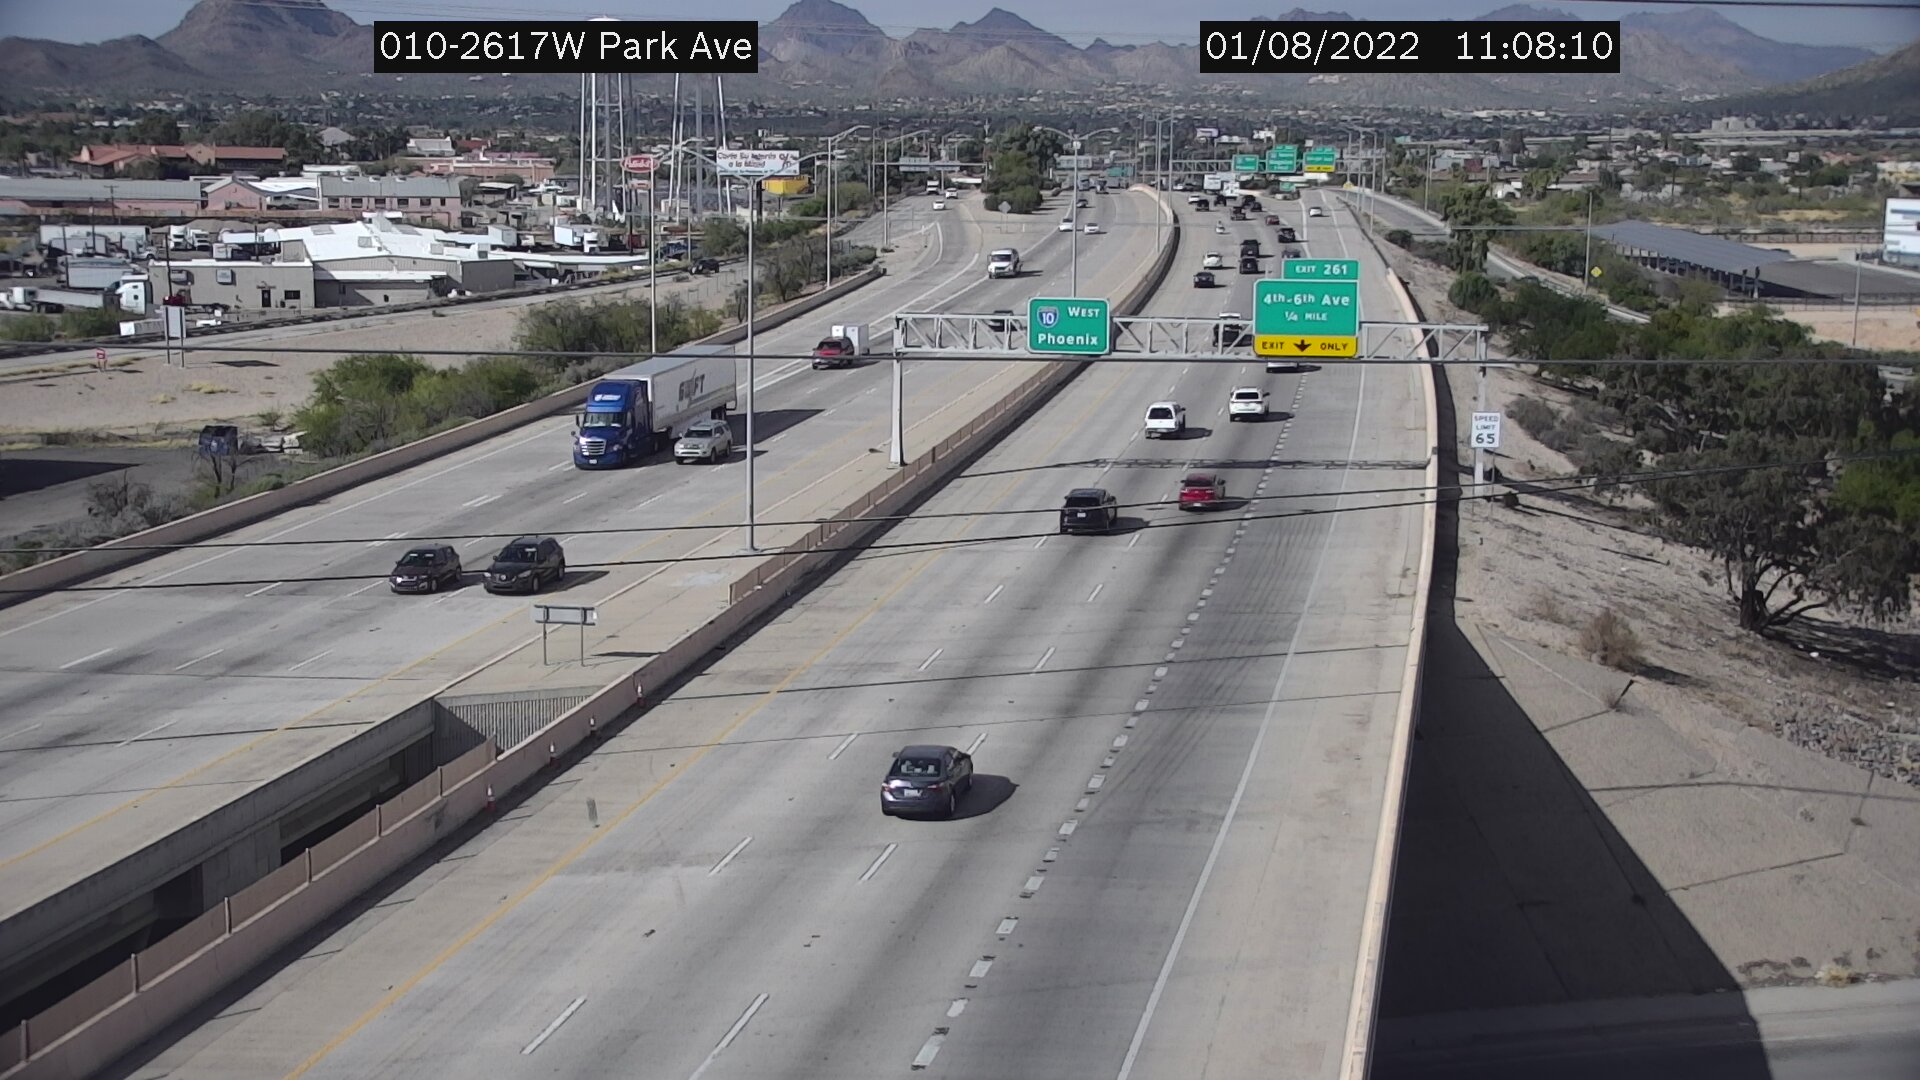 010-2617W Park Ave
01/08/2022 11:08:10
EXIT 261
4th-6th Ave
1/4 MILE
EXIT ONLY
10 WEST
Phoenix
SPEED
LIMIT
65
SWIFT